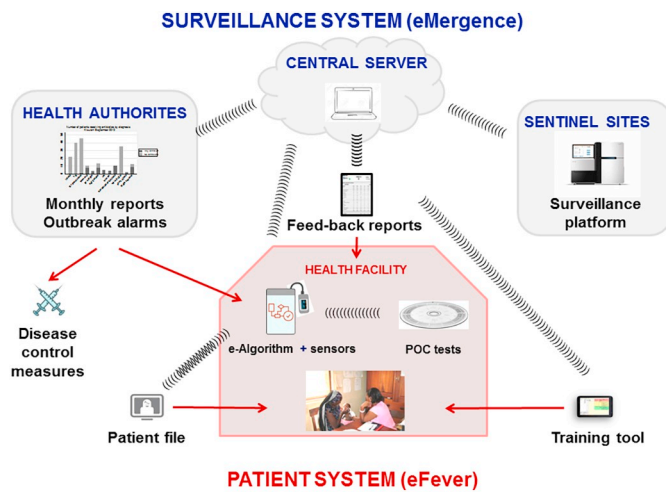 SURVEILLANCE SYSTEM (eMergence)
CENTRAL SERVER
HEALTH AUTHORITES
Monthly reports
Outbreak alarms
SENTINEL SITES
Surveillance
platform
Feed-back reports
HEALTH FACILITY
e-Algorithm + sensors
POC tests
Disease
control
measures
Patient file
Training tool
PATIENT SYSTEM (eFever)